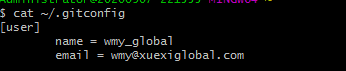 $ cat ~/.gitconfig
[user]
name = wmy_global
email = wmy@xuexiglobal.com